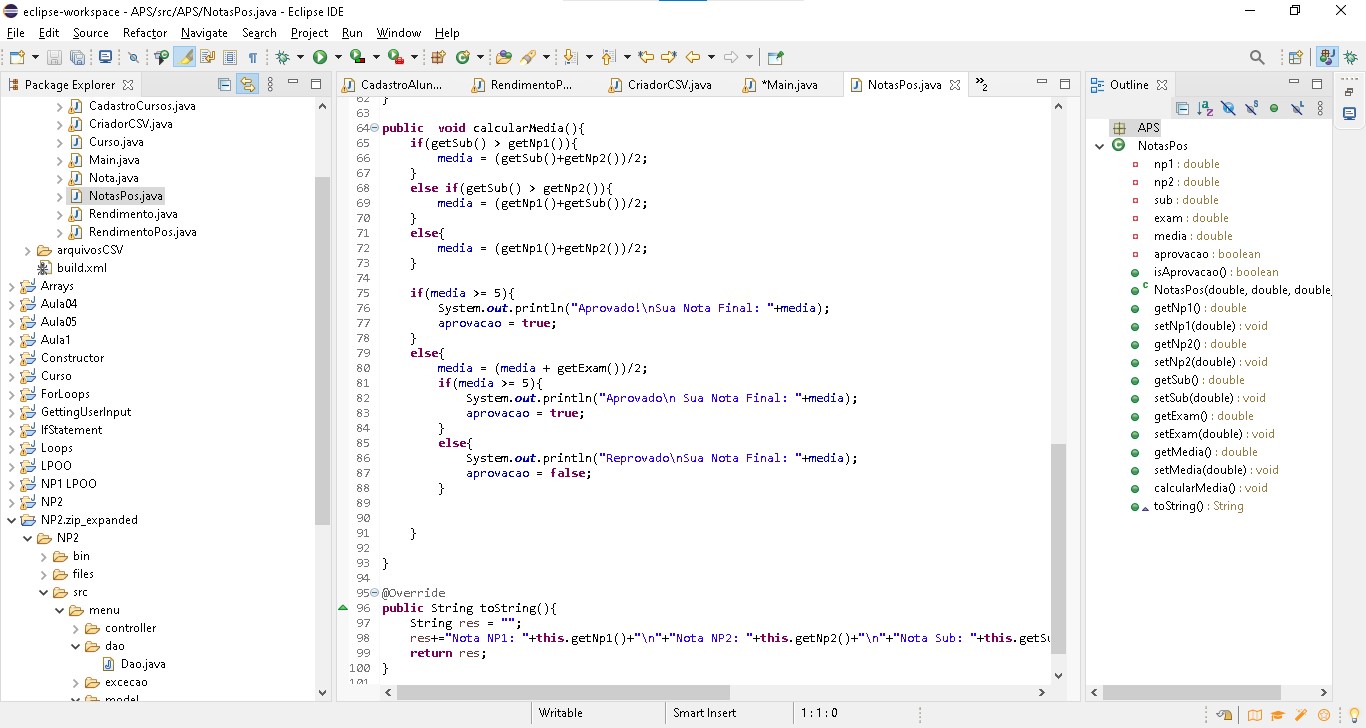 eclipse-workspace - APS/src/APS/NotasPos.java - Eclipse IDE
File Edit Source Refactor Navigate Search Project Run Window Help
Package Explorer
CadastroCursos.java
CriadorCSV.java
Curso.java
Main.java
Nota.java
NotasPos.java
Rendimento.java
RendimentoPos.java
arquivosCSV
build.xml
Arrays
Aula04
Aula05
Aula1
Constructor
Curso
ForLoops
GettingUserInput
IfStatement
Loops
LPOO
NP1 LPOO
NP2
NP2.zip_expanded
NP2
bin
files
src
menu
controller
dao
Dao.java
excecao
model
CadastroAlun... RendimentoP... CriadorCSV.java *Main.java NotasPos.java 2
62 }
63
64 public void calcularMedia(){
65 if(getSub() > getNp1()){
66 media = (getSub()+getNp2())/2;
67 }
68 else if(getSub() > getNp2()){
69 media = (getNp1()+getSub())/2;
70 }
71 else{
72 media = (getNp1()+getNp2())/2;
73 }
74
75 if(media >= 5){
76 System.out.println("Aprovado!\nSua Nota Final: "+media);
77 aprovacao = true;
78 }
79 else{
80 media = (media + getExam())/2;
81 if(media >= 5){
82 System.out.println("Aprovado\n Sua Nota Final: "+media);
83 aprovacao = true;
84 }
85 else{
86 System.out.println("Reprovado\nSua Nota Final: "+media);
87 aprovacao = false;
88 }
89
90
91 }
92
93 }
94
95 @Override
96 public String toString(){
97 String res = "";
98 res+="Nota NP1: "+this.getNp1()+"\n"+"Nota NP2: "+this.getNp2()+"\n"+"Nota Sub: "+this.getSu
99 return res;
100 }
101
Outline
APS
NotasPos
np1 : double
np2 : double
sub : double
exam : double
media : double
aprovacao : boolean
isAprovacao() : boolean
NotasPos(double, double, double,
getNp1() : double
setNp1(double) : void
getNp2() : double
setNp2(double) : void
getSub() : double
setSub(double) : void
getExam() : double
setExam(double) : void
getMedia() : double
setMedia(double) : void
calcularMedia() : void
toString() : String
Writable Smart Insert 1 : 1 : 0